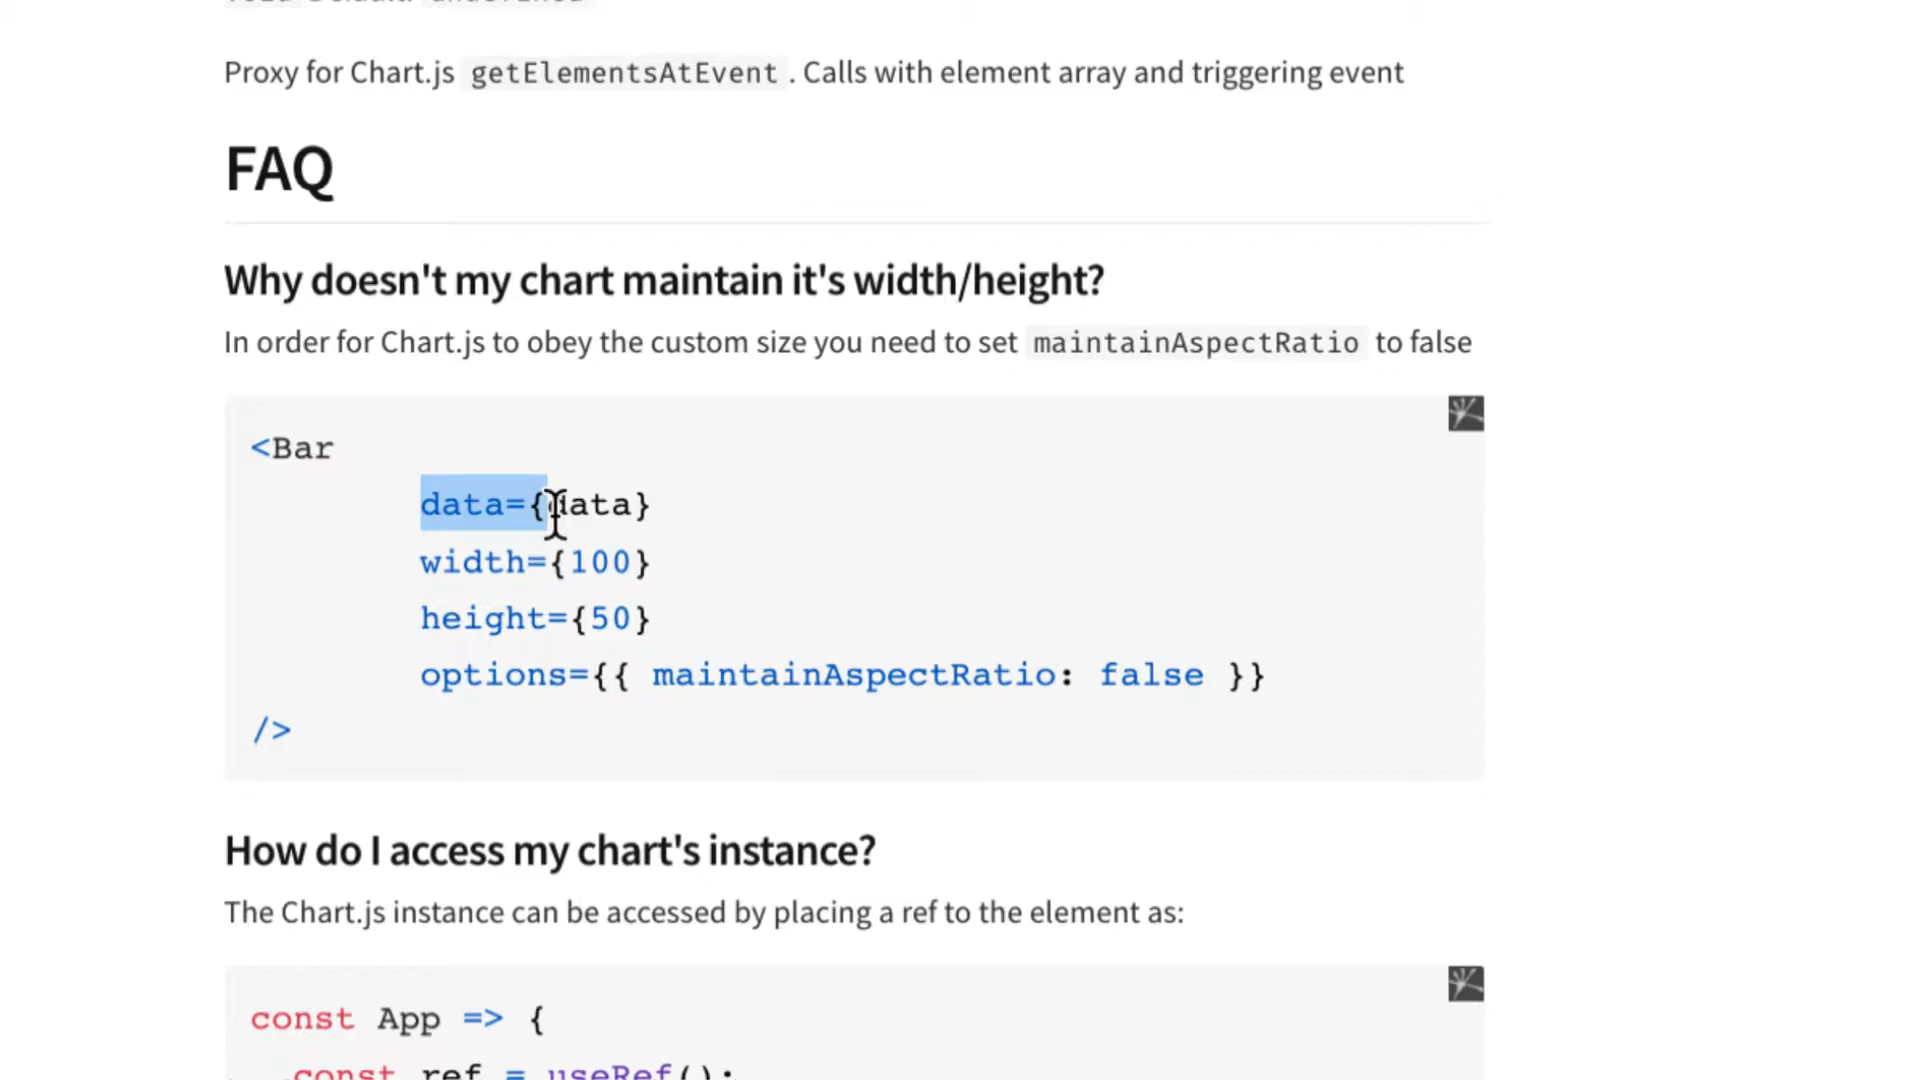 Proxy for Chart.js getElementsAtEvent . Calls with element array and triggering event
FAQ
Why doesn't my chart maintain it's width/height?
In order for Chart.js to obey the custom size you need to set maintainAspectRatio to false
<Bar
data={data}
width={100}
height={50}
options={{ maintainAspectRatio: false }}
/>
How do I access my chart's instance?
The Chart.js instance can be accessed by placing a ref to the element as:
const App => {
const ref = useRef();